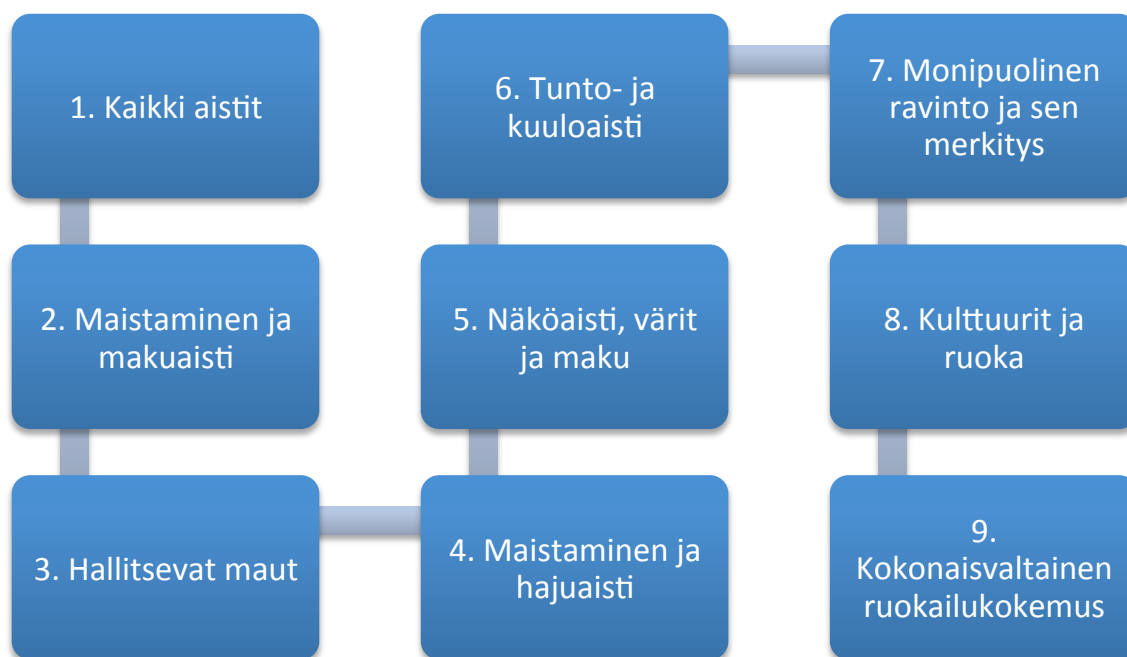 1. Kaikki aistit
2. Maistaminen ja
makuaisti
3. Hallitsevat maut
4. Maistaminen ja
hajuaisti
5. Näköaisti, värit
ja maku
6. Tunto- ja
kuuloaisti
7. Monipuolinen
ravinto ja sen
merkitys
8. Kulttuurit ja
ruoka
9.
Kokonaisvaltainen
ruokailukokemus